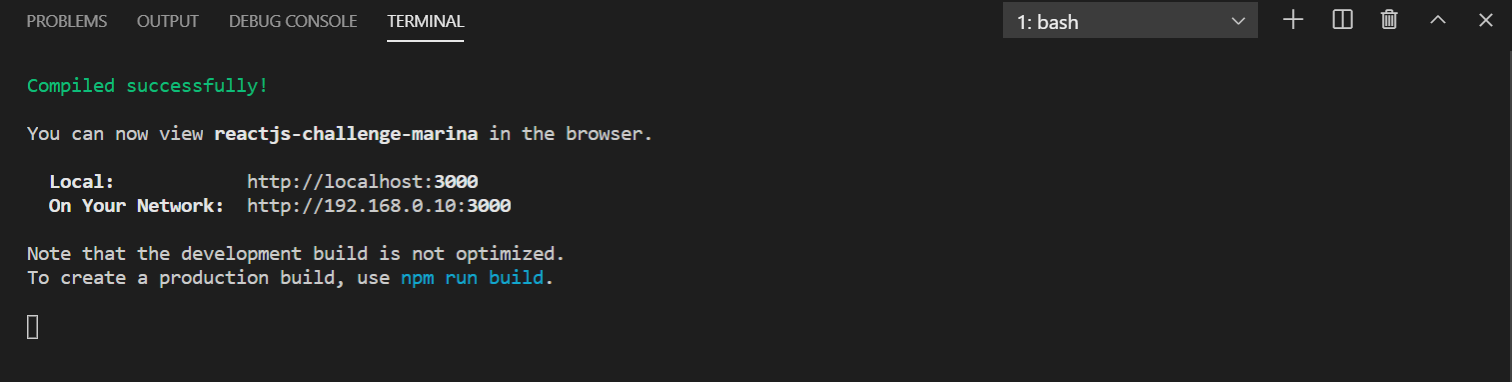 PROBLEMS OUTPUT DEBUG CONSOLE TERMINAL 1: bash
Compiled successfully!
You can now view reactjs-challenge-marina in the browser.
Local: http://localhost:3000
On Your Network: http://192.168.0.10:3000
Note that the development build is not optimized.
To create a production build, use npm run build.